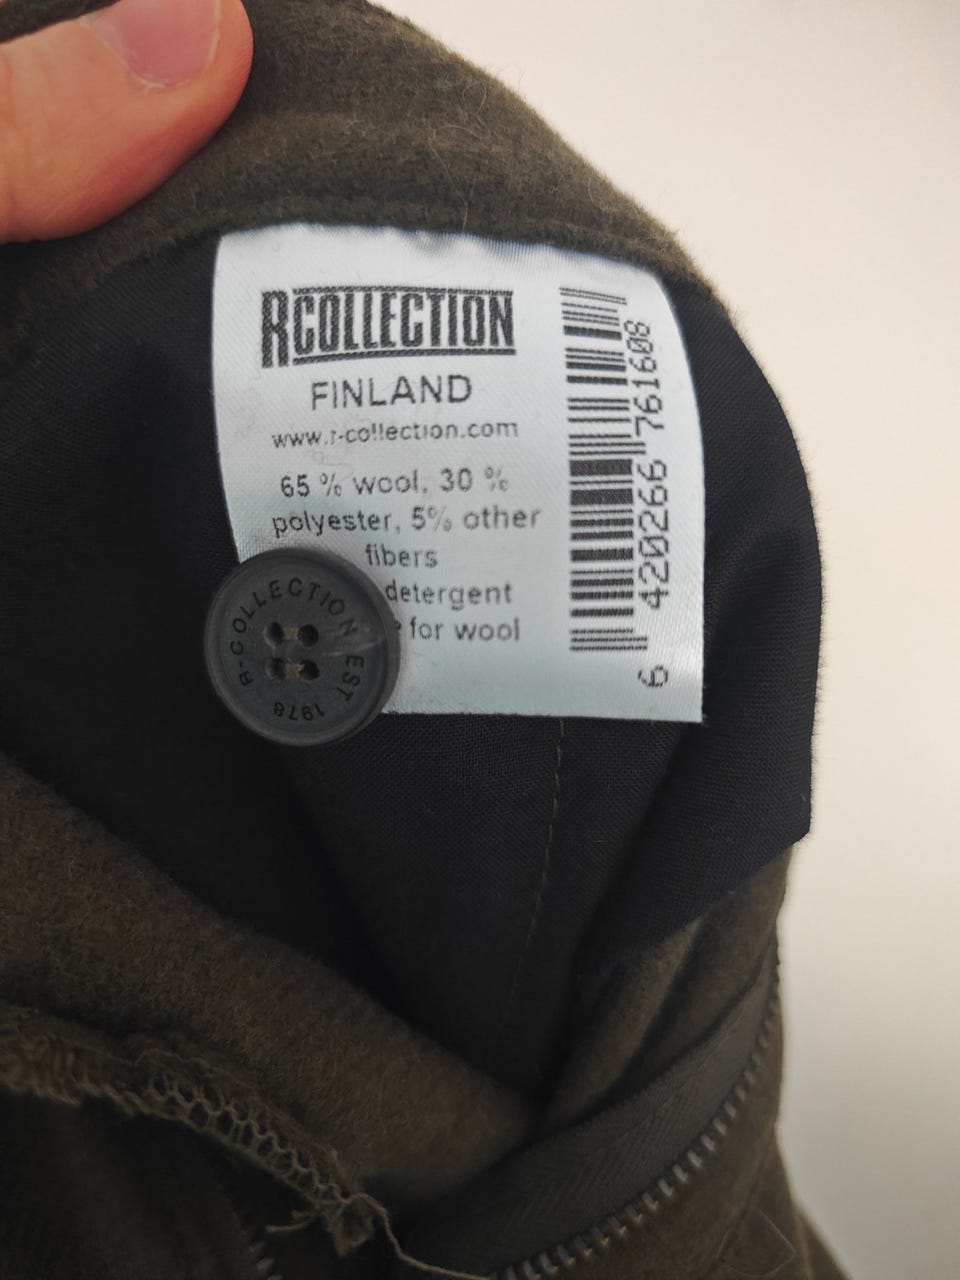 RCOLLECTION
FINLAND
www.r-collection.com
65 % wool, 30 %
polyester, 5% other
fibers
detergent
for wool
6 420266 761608
R-COLLECTION EST 1978